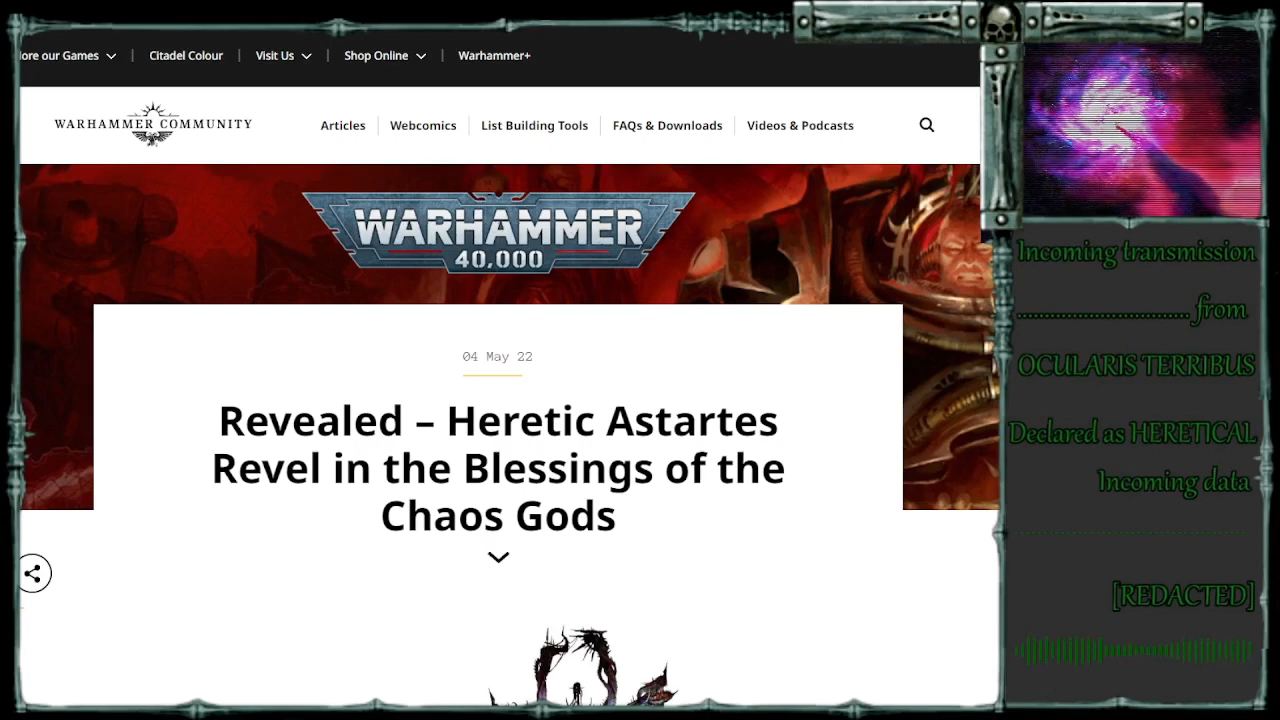 lore our Games
Citadel Colour
Visit Us
Shop Online
Warhammer+
WARHAMMER COMMUNITY
Articles
Webcomics
List Building Tools
FAQs & Downloads
Videos & Podcasts
WARHAMMER
40,000
04 May 22
Revealed – Heretic Astartes
Revel in the Blessings of the
Chaos Gods
Incoming transmission
................................ from
OCULARIS TERRIBUS
Declared as HERETICAL
Incoming data
[REDACTED]